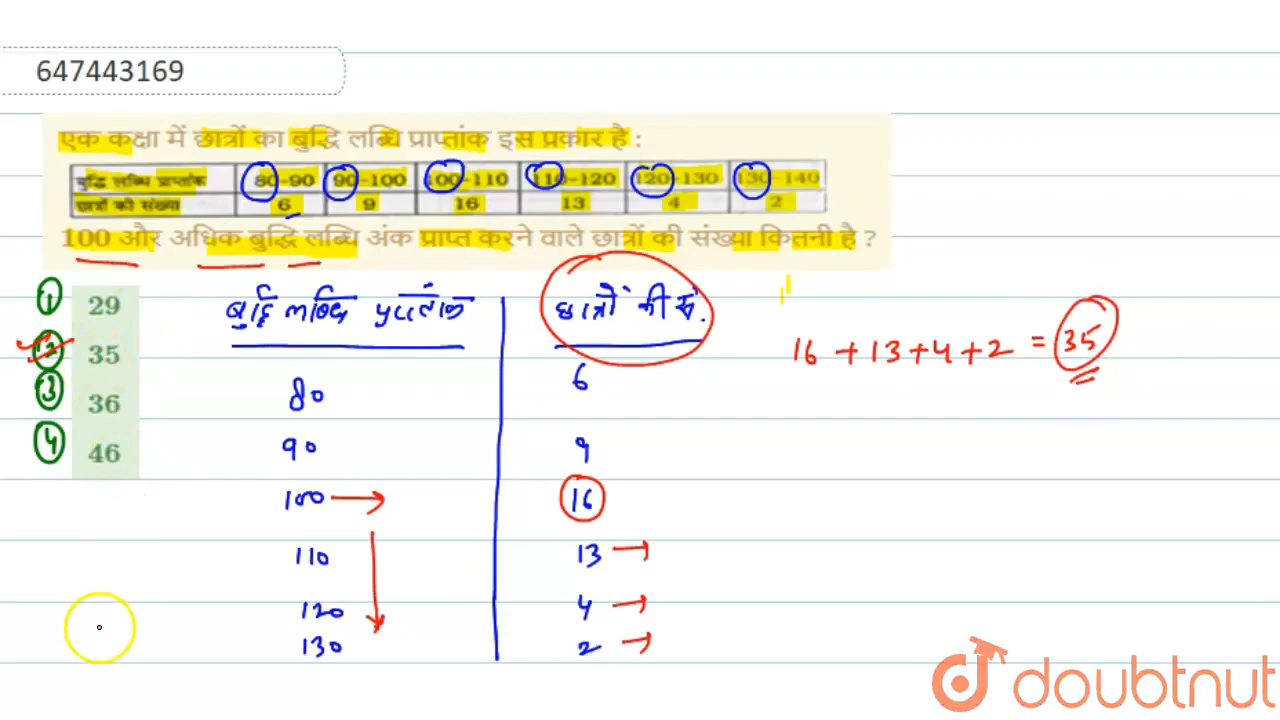 647443169
एक कक्षा में छात्रों का बुद्धि लब्धि प्राप्तांक इस प्रकार है :
बुद्धि लब्धि प्राप्तांक 80-90 90-100 100-110 110-120 120-130 130-140
छात्रों की संख्या 6 9 16 13 4 2
100 और अधिक बुद्धि लब्धि अंक प्राप्त करने वाले छात्रों की संख्या कितनी है ?
1 29
2 35
3 36
4 46
बुद्धि लब्धि छात्रों की सं.
80 6
90 9
100 16
110 13
120 4
130 2
16 + 13 + 4 + 2 = 35
doubtnut